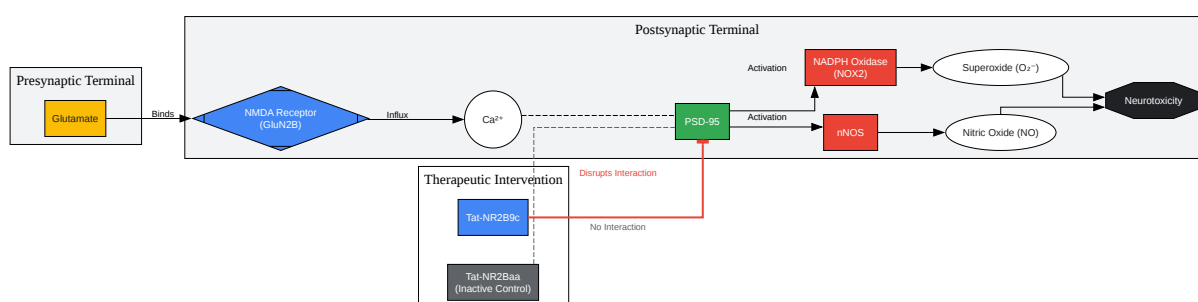 Postsynaptic Terminal
Presynaptic Terminal
Glutamate
Binds
NMDA Receptor
(GluN2B)
Influx
Ca²⁺
PSD-95
Activation
NADPH Oxidase
(NOX2)
Superoxide (O₂⁻)
Activation
nNOS
Nitric Oxide (NO)
Neurotoxicity
Therapeutic Intervention
Disrupts Interaction
Tat-NR2B9c
No Interaction
Tat-NR2Baa
(Inactive Control)